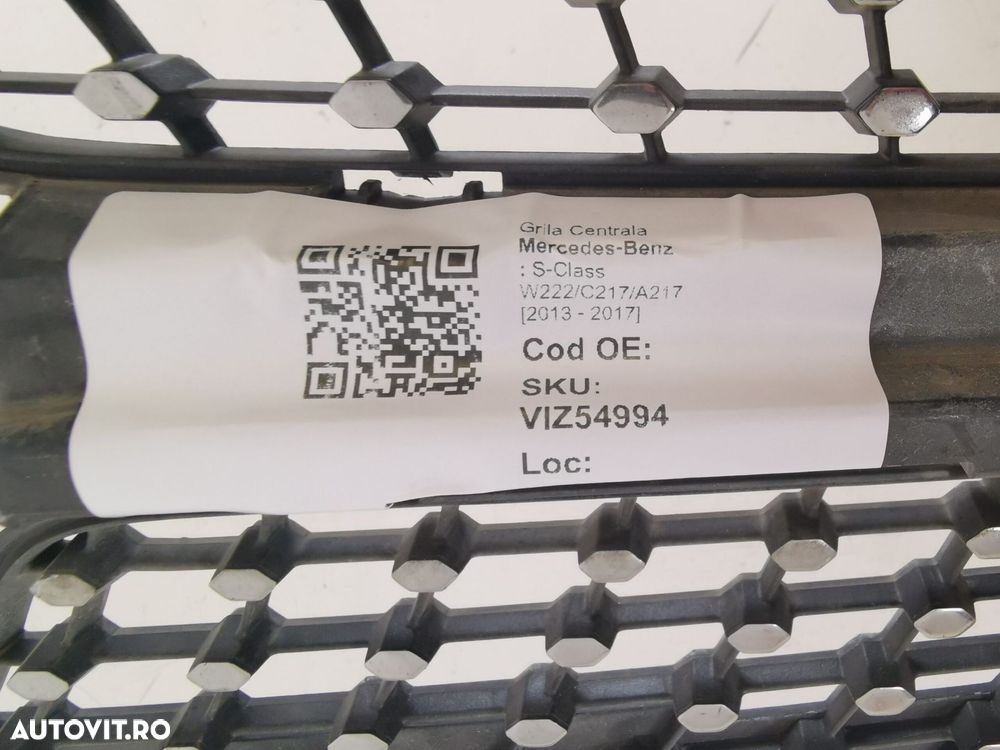 Grila Centrala
Mercedes-Benz
: S-Class
W222/C217/A217
[2013 - 2017]
Cod OE:
SKU:
VIZ54994
Loc:
AUTOVIT.RO